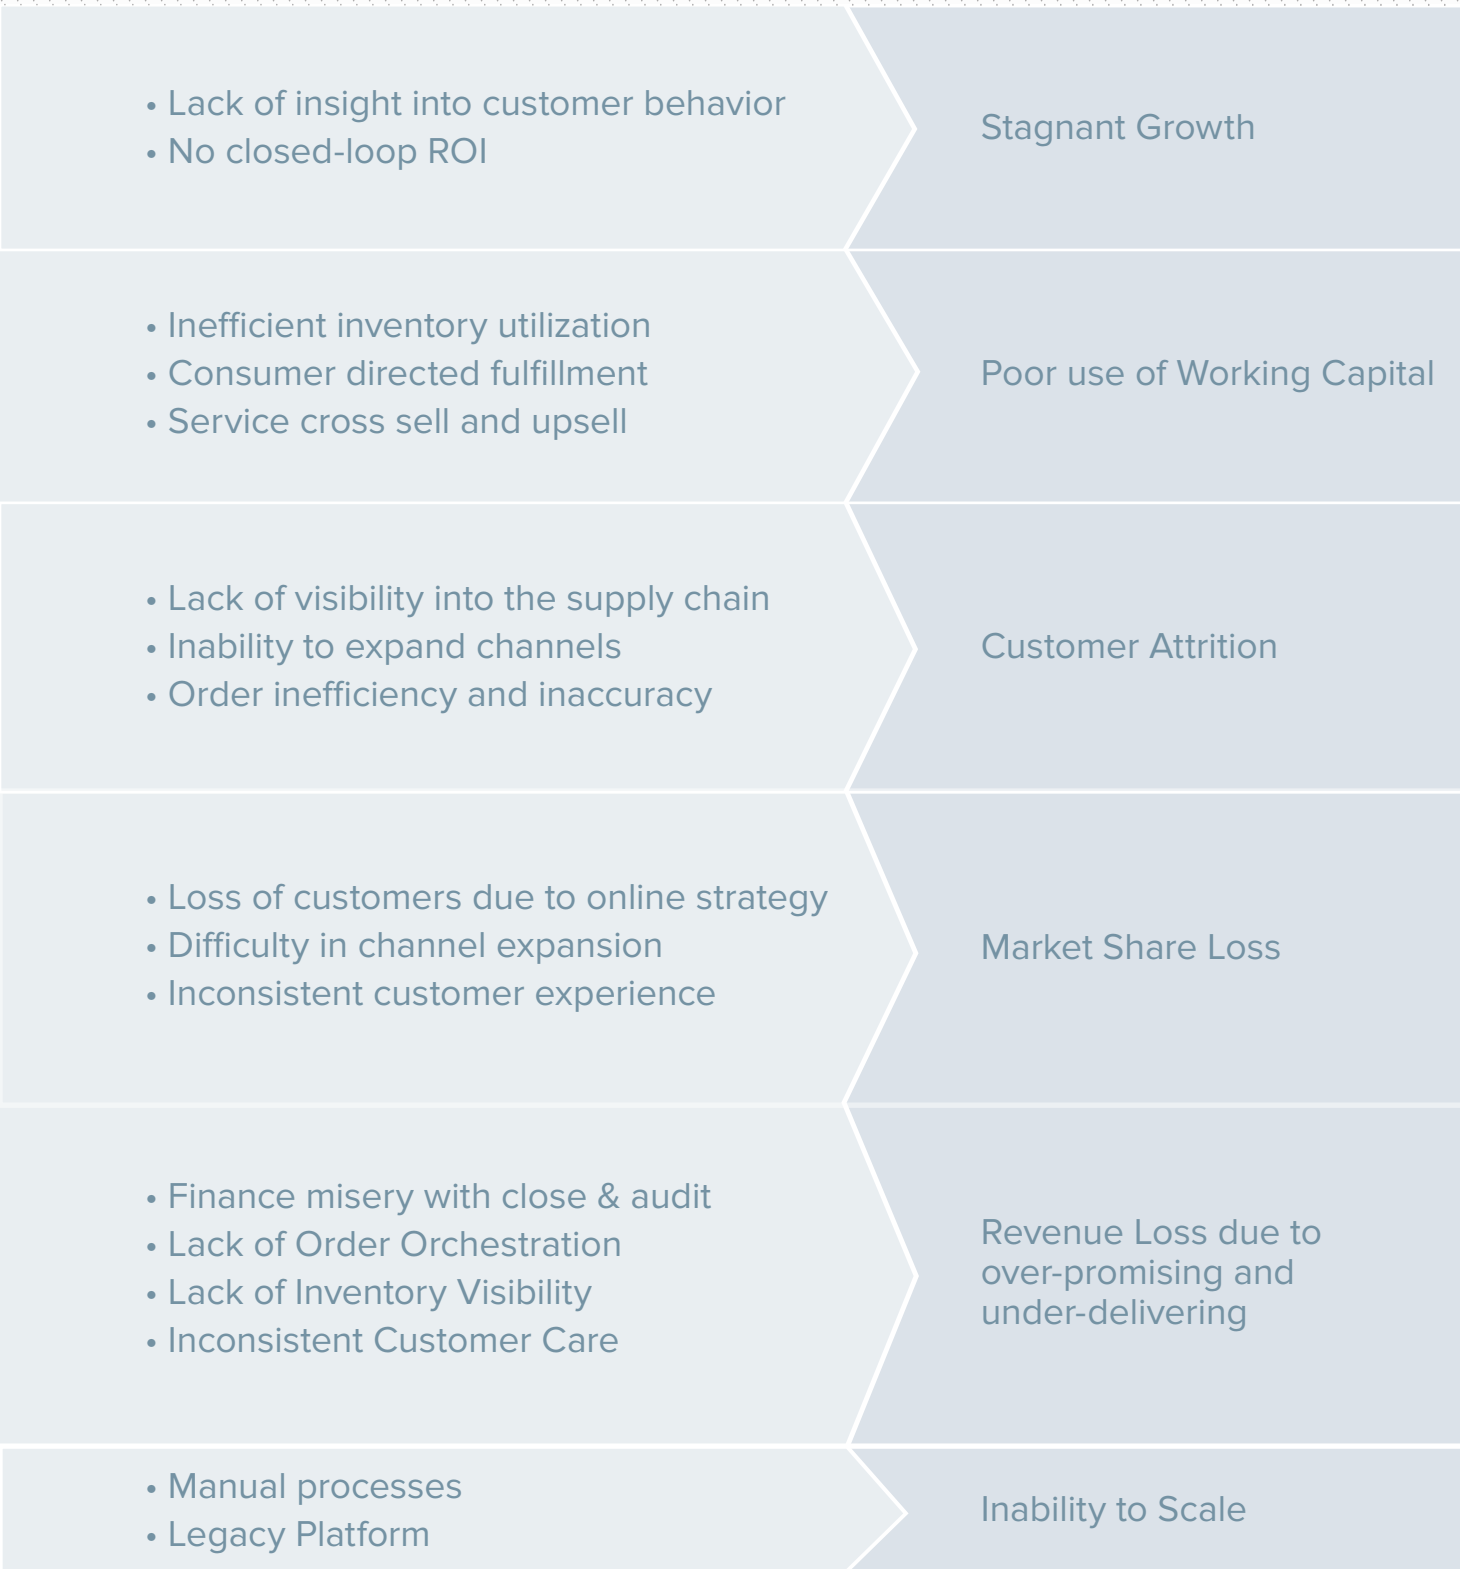 • Lack of insight into customer behavior
• No closed-loop ROI
Stagnant Growth
• Inefficient inventory utilization
• Consumer directed fulfillment
• Service cross sell and upsell
Poor use of Working Capital
• Lack of visibility into the supply chain
• Inability to expand channels
• Order inefficiency and inaccuracy
Customer Attrition
• Loss of customers due to online strategy
• Difficulty in channel expansion
• Inconsistent customer experience
Market Share Loss
• Finance misery with close & audit
• Lack of Order Orchestration
• Lack of Inventory Visibility
• Inconsistent Customer Care
Revenue Loss due to
over-promising and
under-delivering
• Manual processes
• Legacy Platform
Inability to Scale